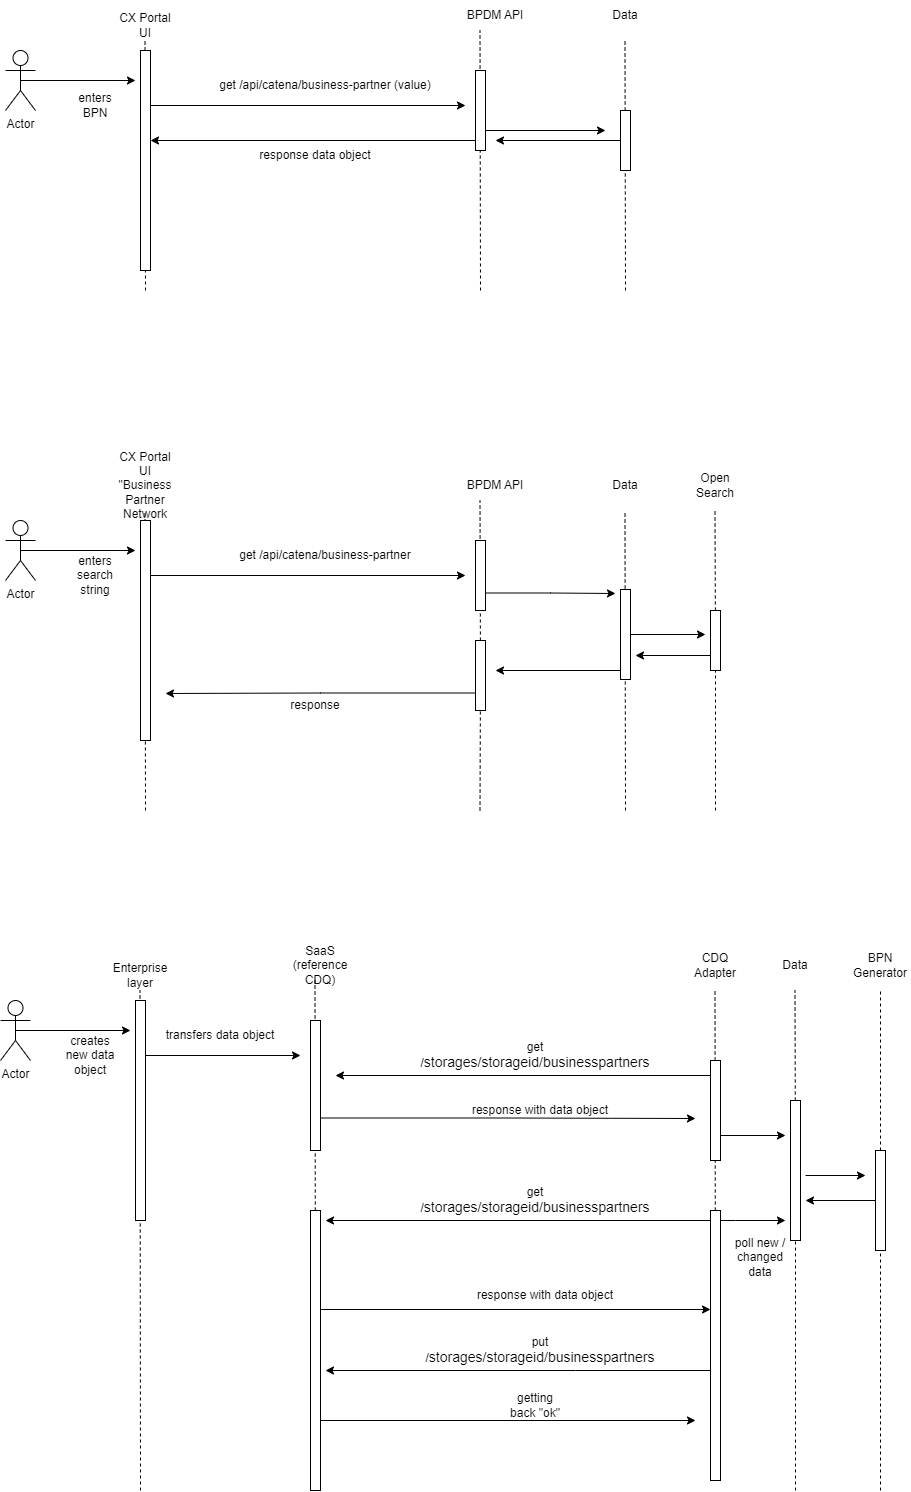 CX Portal
UI
BPDM API
Data
get /api/catena/business-partner (value)
enters
BPN
Actor
response data object
CX Portal
UI
"Business
Partner
Network
BPDM API
Data
Open
Search
get /api/catena/business-partner
enters
search
string
Actor
response
Enterprise
layer
SaaS
(reference
CDQ)
CDQ
Adapter
Data
BPN
Generator
transfers data object
creates
new data
object
Actor
get
/storages/storageid/businesspartners
response with data object
get
/storages/storageid/businesspartners
poll new /
changed
data
response with data object
put
/storages/storageid/businesspartners
getting
back "ok"